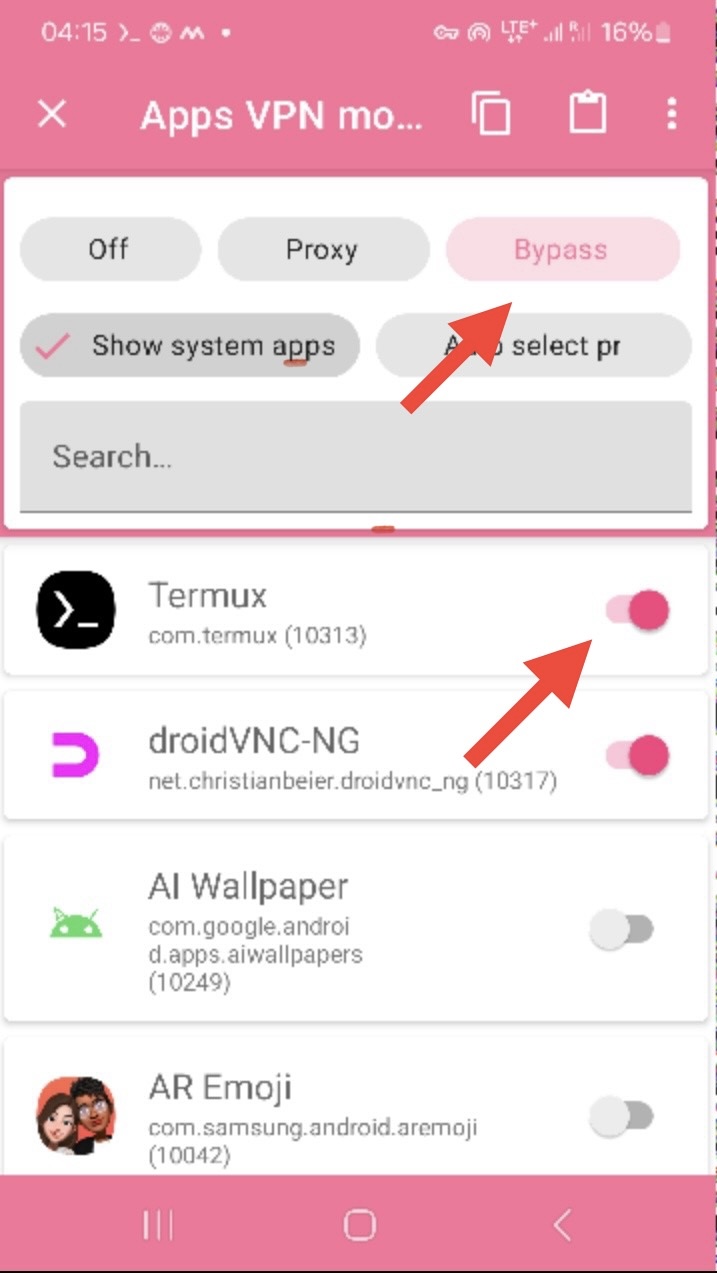 04:15
LTE+
R
16%
Apps VPN mo...
Off
Proxy
Bypass
Show system apps
select pr
Search...
Termux
com.termux (10313)
droidVNC-NG
net.christianbeier.droidvnc_ng (10317)
AI Wallpaper
com.google.androi
d.apps.aiwallpapers
(10249)
AR Emoji
com.samsung.android.aremoji
(10042)